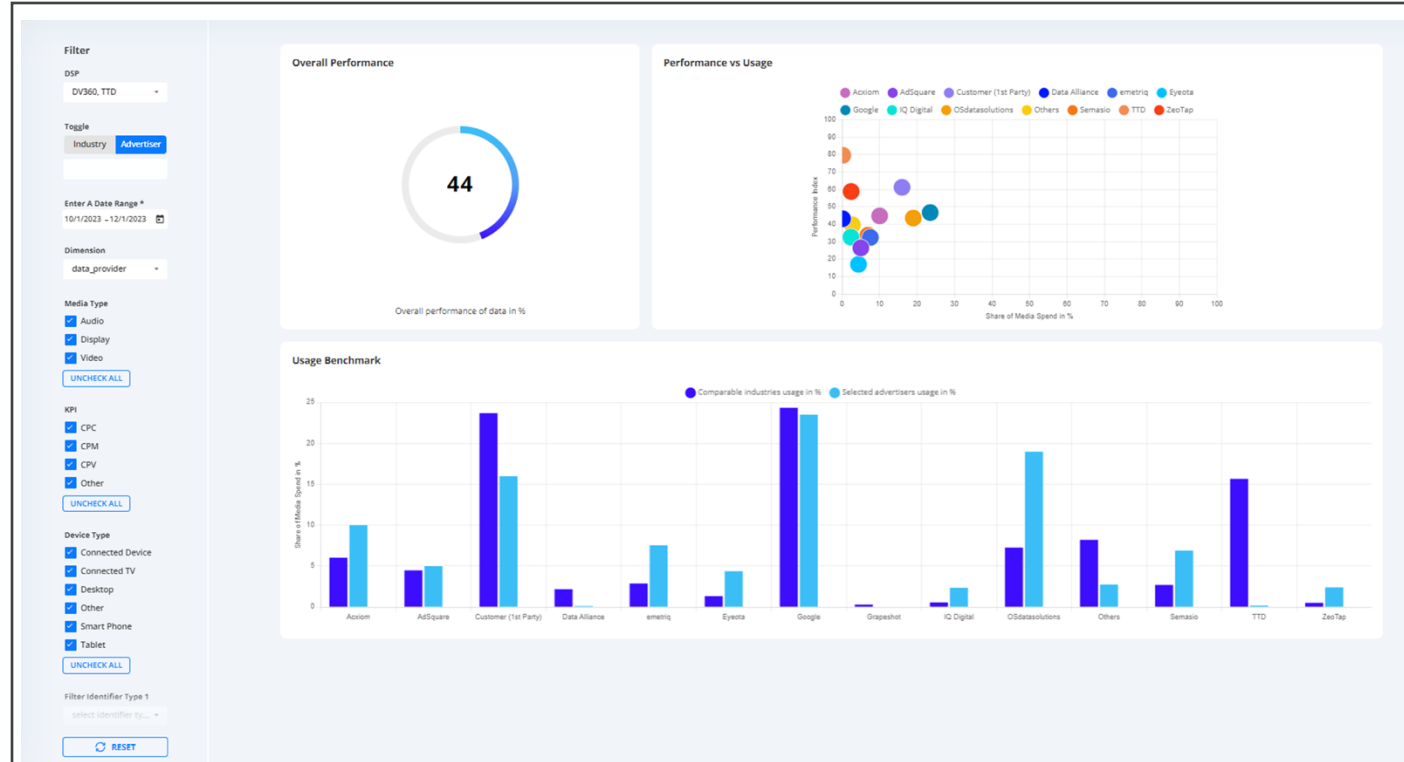 Filter
DSP
DV360, TTD
Toggle
Industry Advertiser
Enter A Date Range *
10/1/2023 – 12/1/2023
Dimension
data_provider
Media Type
Audio
Display
Video
UNCHECK ALL
KPI
CPC
CPM
CPV
Other
UNCHECK ALL
Device Type
Connected Device
Connected TV
Desktop
Other
Smart Phone
Tablet
UNCHECK ALL
Filter Identifier Type 1
select identifier ty...
RESET
Overall Performance
44
Overall performance of data in %
Performance vs Usage
Acxiom AdSquare Customer (1st Party) Data Alliance emetriq Eyeota
Google IQ Digital OSdatasolutions Others Semasio TTD ZeoTap
Performance Index
100
90
80
70
60
50
40
30
20
10
0
0 10 20 30 40 50 60 70 80 90 100
Share of Media Spend in %
Usage Benchmark
Comparable industries usage in % Selected advertisers usage in %
Share of Media Spend in %
25
20
15
10
5
0
Acxiom AdSquare Customer (1st Party) Data Alliance emetriq Eyeota Google Grapeshot IQ Digital OSdatasolutions Others Semasio TTD ZeoTap